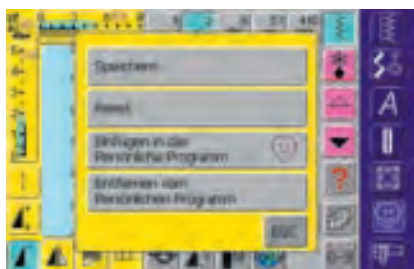 Speichern
Reset
Einfügen in das
Persönliche Programm
Entfernen vom
Persönlichen Programm
ESC
A
?